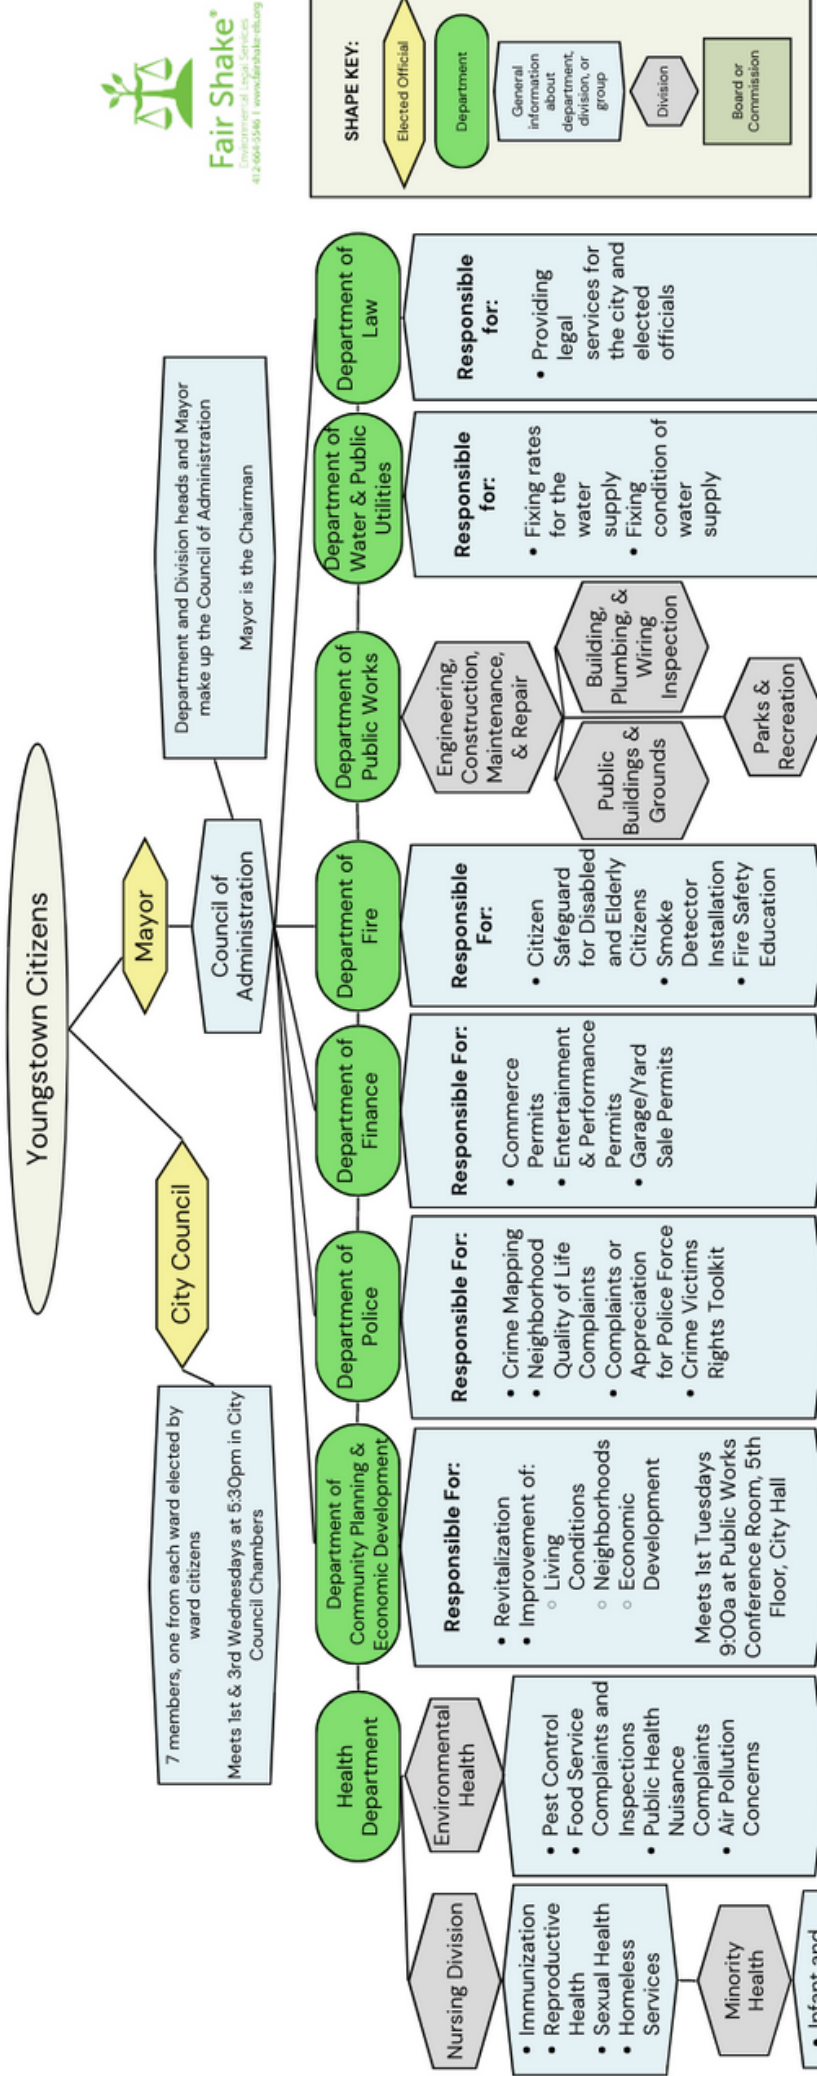 Youngstown Citizens
Fair Shake®
Environmental Legal Services
412-664-5546 | www.fairshake-els.org
City Council
Mayor
7 members, one from each ward elected by
ward citizens
Meets 1st & 3rd Wednesdays at 5:30pm in City
Council Chambers
Council of
Administration
Department and Division heads and Mayor
make up the Council of Administration
Mayor is the Chairman
SHAPE KEY:
Elected Official
Department
General
information
about
department,
division, or
group
Division
Board or
Commission
Health
Department
Nursing Division
• Immunization
• Reproductive
Health
• Sexual Health
• Homeless
Services
Minority
Health
• Infant and
Environmental
Health
• Pest Control
• Food Service
Complaints and
Inspections
• Public Health
Nuisance
Complaints
• Air Pollution
Concerns
Department of
Community Planning &
Economic Development
Responsible For:
• Revitalization
• Improvement of:
○ Living
Conditions
○ Neighborhoods
○ Economic
Development
Meets 1st Tuesdays
9:00a at Public Works
Conference Room, 5th
Floor, City Hall
Department of
Police
Responsible For:
• Crime Mapping
• Neighborhood
Quality of Life
Complaints
• Complaints or
Appreciation
for Police Force
• Crime Victims
Rights Toolkit
Department of
Finance
Responsible For:
• Commerce
Permits
• Entertainment
& Performance
Permits
• Garage/Yard
Sale Permits
Department of
Fire
Responsible
For:
• Citizen
Safeguard
for Disabled
and Elderly
Citizens
• Smoke
Detector
Installation
• Fire Safety
Education
Department of
Public Works
Engineering,
Construction,
Maintenance,
& Repair
Public
Buildings &
Grounds
Building,
Plumbing, &
Wiring
Inspection
Parks &
Recreation
Department of
Water & Public
Utilities
Responsible
for:
• Fixing rates
for the
water
supply
• Fixing
condition of
water
supply
Department of
Law
Responsible
for:
• Providing
legal
services for
the city and
elected
officials